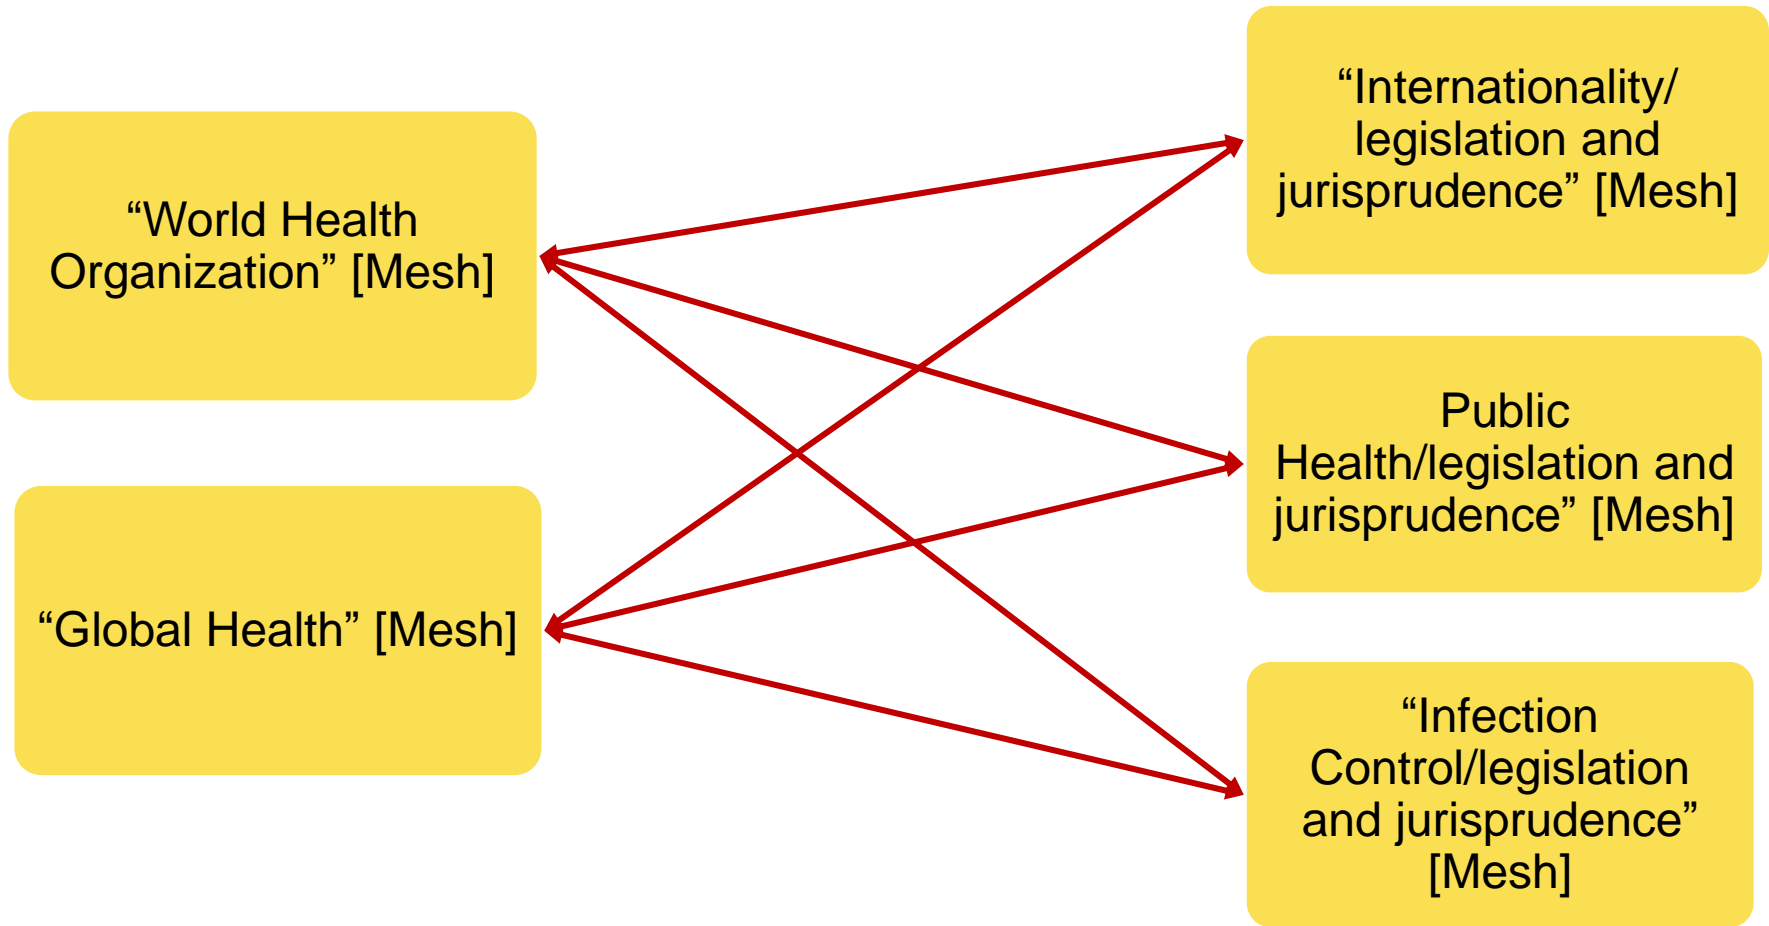 “World Health
Organization” [Mesh]
“Global Health” [Mesh]
“Internationality/
legislation and
jurisprudence” [Mesh]
Public
Health/legislation and
jurisprudence” [Mesh]
“Infection
Control/legislation
and jurisprudence”
[Mesh]